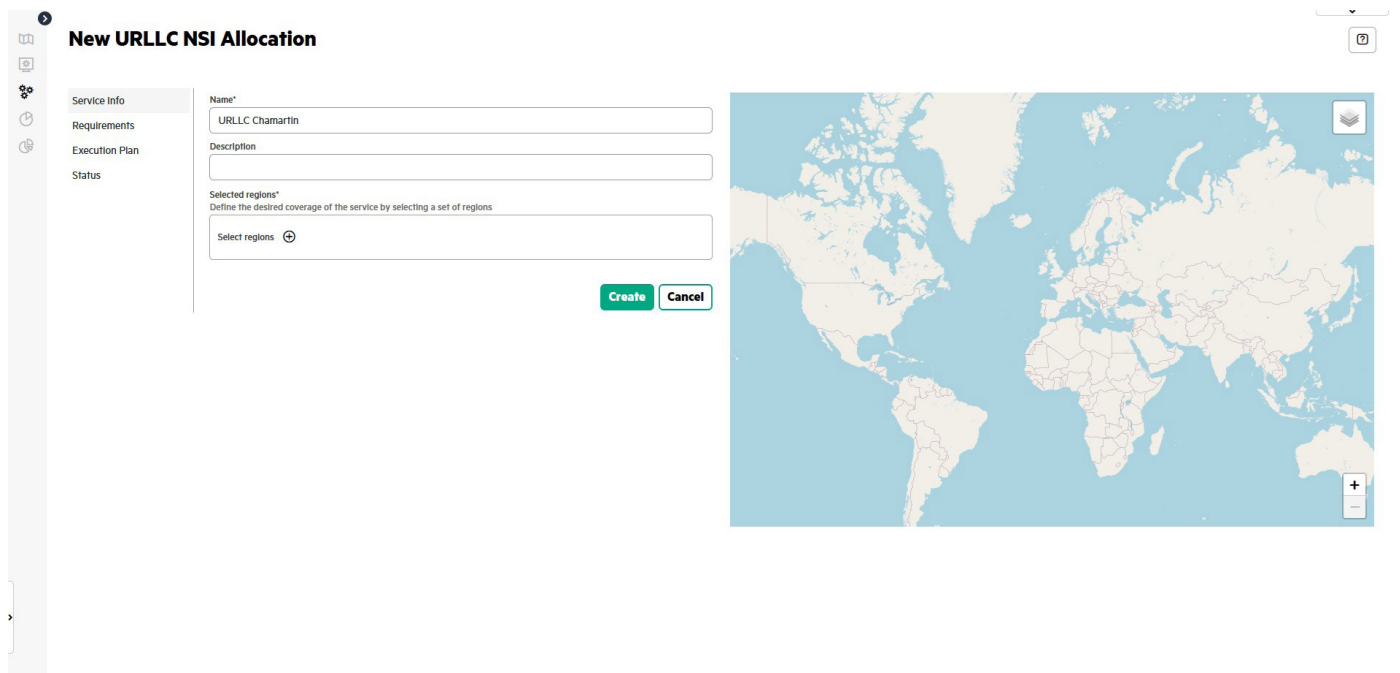 New URLLC NSI Allocation
Service Info
Requirements
Execution Plan
Status
Name*
URLLC Chamartin
Description
Selected regions*
Define the desired coverage of the service by selecting a set of regions
Select regions
Create Cancel